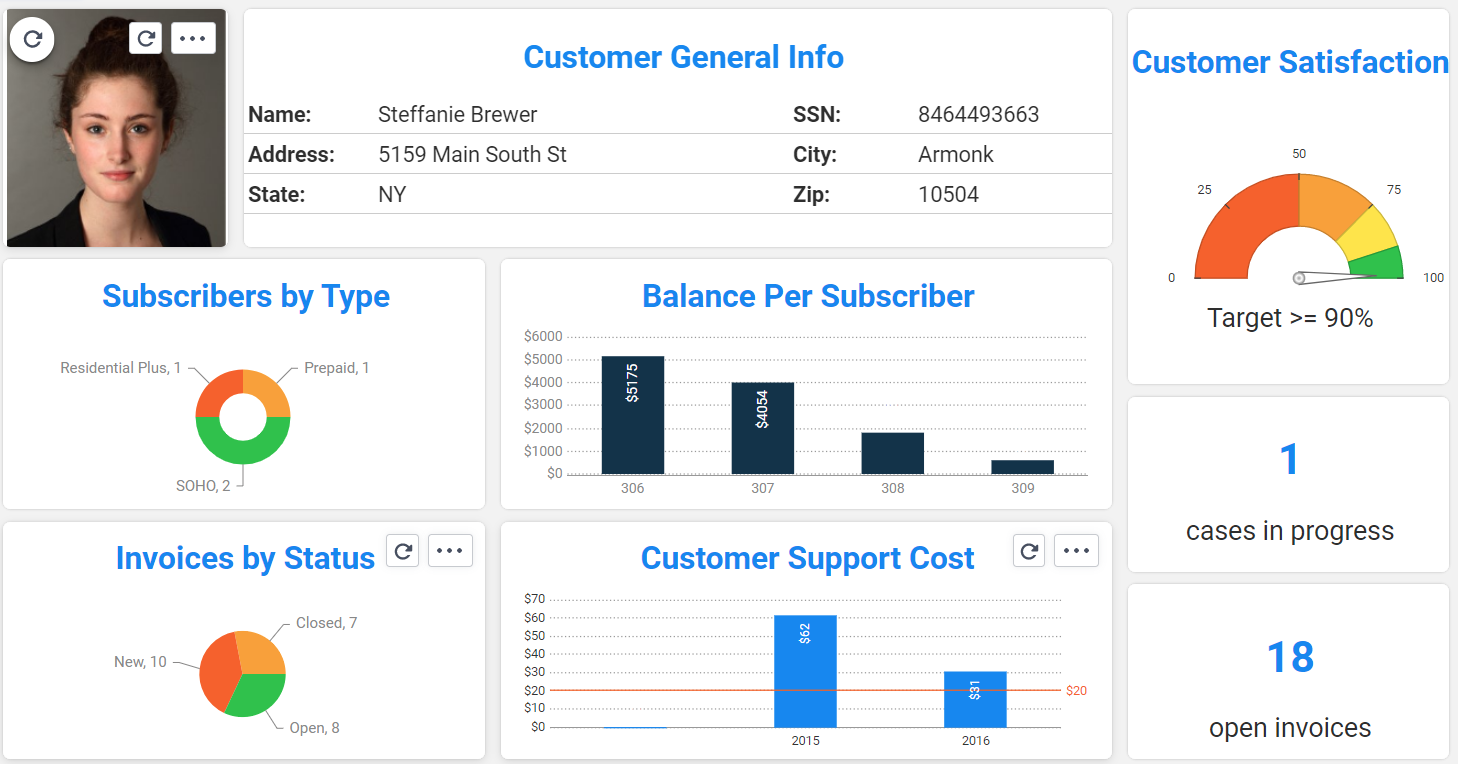 Customer General Info
Name: Steffanie Brewer SSN: 8464493663
Address: 5159 Main South St City: Armonk
State: NY Zip: 10504
Customer Satisfaction
0
25
50
75
100
Target >= 90%
Subscribers by Type
Residential Plus, 1
Prepaid, 1
SOHO, 2
Balance Per Subscriber
$6000
$5000
$4000
$3000
$2000
$1000
$0
$5175
$4054
306 307 308 309
1
cases in progress
Invoices by Status
Closed, 7
New, 10
Open, 8
Customer Support Cost
$70
$60
$50
$40
$30
$20
$10
$0
$62
$31
$20
2015 2016
18
open invoices